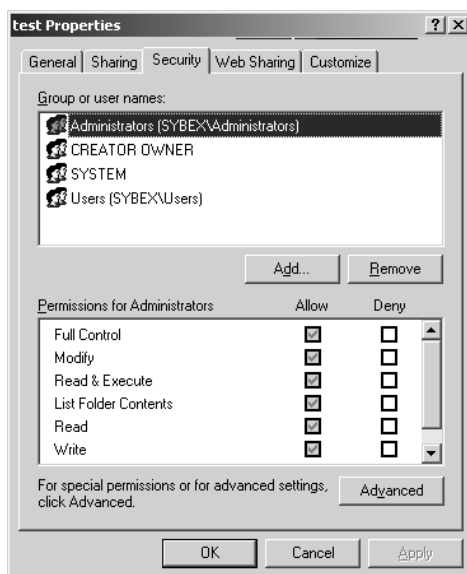 test Properties ? X
General Sharing Security Web Sharing Customize
Group or user names:
Administrators (SYBEX\Administrators)
CREATOR OWNER
SYSTEM
Users (SYBEX\Users)
Add... Remove
Permissions for Administrators Allow Deny
Full Control
Modify
Read & Execute
List Folder Contents
Read
Write
For special permissions or for advanced settings,
click Advanced. Advanced
OK Cancel Apply